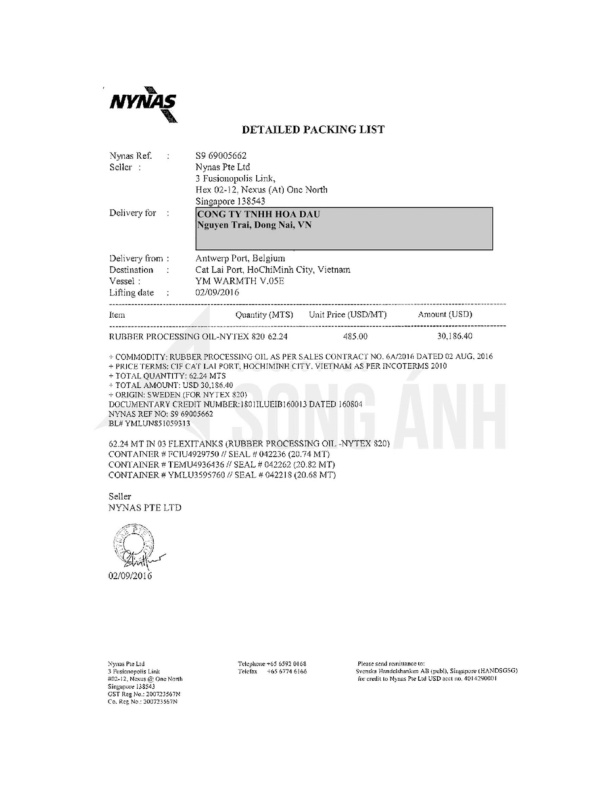 NYNAS
DETAILED PACKING LIST
Nynas Ref. : S9 69005662
Seller : Nynas Pte Ltd
3 Fusionopolis Link,
Hex 02-12, Nexus (At) One North
Singapore 138543
Delivery for : CONG TY TNHH HOA DAU
Nguyen Trai, Dong Nai, VN
Delivery from : Antwerp Port, Belgium
Destination : Cat Lai Port, HoChiMinh City, Vietnam
Vessel : YM WARMTH V.05E
Lifting date : 02/09/2016
Item Quantity (MTS) Unit Price (USD/MT) Amount (USD)
RUBBER PROCESSING OIL-NYTEX 820 62.24 485.00 30,186.40
+ COMMODITY: RUBBER PROCESSING OIL AS PER SALES CONTRACT NO. 6A/2016 DATED 02 AUG, 2016
+ PRICE TERMS: CIF CAT LAI PORT, HOCHIMINH CITY. VIETNAM AS PER INCOTERMS 2010
+ TOTAL QUANTITY: 62.24 MTS
+ TOTAL AMOUNT: USD 30,186.40
+ ORIGIN: SWEDEN (FOR NYTEX 820)
DOCUMENTARY CREDIT NUMBER:1801ILUEIB160013 DATED 160804
NYNAS REF NO: S9 69005662
BL# YMLUN851059313
SONG ÁNH
62.24 MT IN 03 FLEXITANKS (RUBBER PROCESSING OIL -NYTEX 820)
CONTAINER # FCIU4929750 // SEAL # 042236 (20.74 MT)
CONTAINER # TEMU4936436 // SEAL # 042262 (20.82 MT)
CONTAINER # YMLU3595760 // SEAL # 042218 (20.68 MT)
Seller
NYNAS PTE LTD
02/09/2016
Nynas Pte Ltd
3 Fusionopolis Link
#02-12, Nexus @ One North
Singapore 138543
GST Reg No.: 200723567N
Co. Reg No.: 200723567N
Telephone +65 6592 0168
Telefax +65 6774 6166
Please send remittance to:
Svenska Handelsbanken AB (publ), Singapore (HANDSGSG)
for credit to Nynas Pte Ltd USD acct no. 4014290001